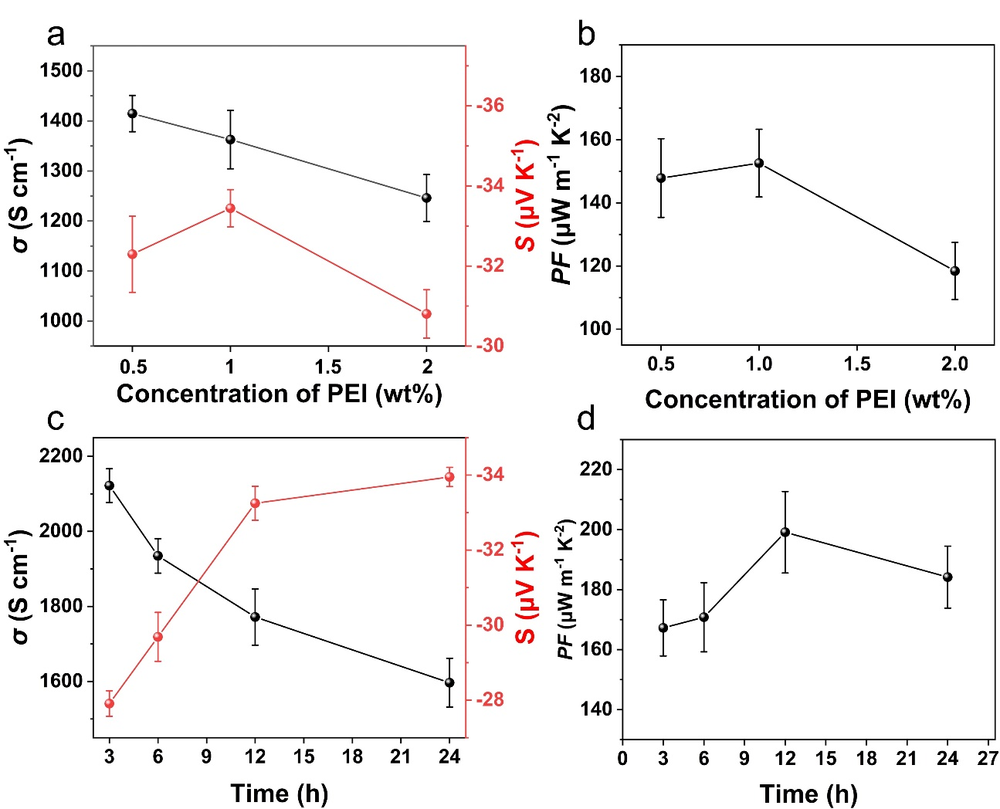 a
1500
1400
1300
1200
1100
1000
σ (S cm⁻¹)
-36
-34
-32
-30
S (μV K⁻¹)
0.5 1 1.5 2
Concentration of PEI (wt%)
b
180
160
140
120
100
PF (μW m⁻¹ K⁻²)
0.5 1.0 1.5 2.0
Concentration of PEI (wt%)
c
2200
2000
1800
1600
σ (S cm⁻¹)
-34
-32
-30
-28
S (μV K⁻¹)
3 6 9 12 15 18 21 24
Time (h)
d
220
200
180
160
140
PF (μW m⁻¹ K⁻²)
0 3 6 9 12 15 18 21 24 27
Time (h)